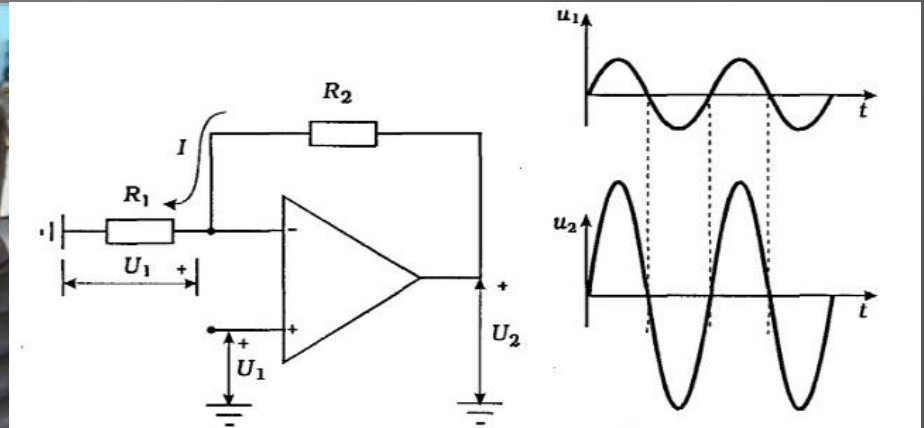 R₂
I
R₁
U₁ +
-
+
+
U₁
+
U₂
u₁
t
u₂
t